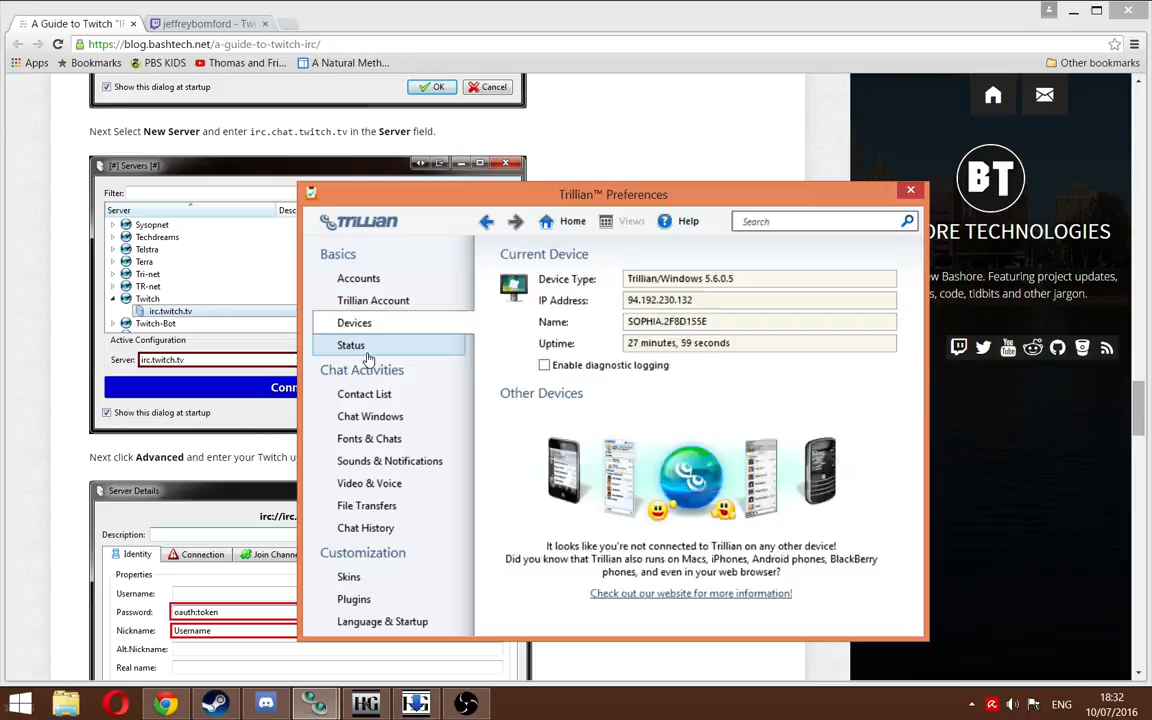 A Guide to Twitch "I
jeffreybomford - Tw
https://blog.bashtech.net/a-guide-to-twitch-irc/
Apps
Bookmarks
PBS KIDS
Thomas and Fri...
A Natural Meth...
Other bookmarks
Show this dialog at startup
OK
Cancel
Next Select New Server and enter irc.chat.twitch.tv in the Server field.
[#] Servers [#]
Filter:
Server
Desc
Sysopnet
Techdreams
Telstra
Terra
Tri-net
TR-net
Twitch
irc.twitch.tv
Twitch-Bot
Active Configuration
Server: irc.twitch.tv
Conn
Show this dialog at startup
Next click Advanced and enter your Twitch u
Server Details
irc://irc.
Description:
Identity
Connection
Join Chann
Properties
Username:
Password: oauth:token
Nickname: Username
Alt.Nickname:
Real name:
Trillian™ Preferences
TRILLIAN
Home
Views
Help
Search
Basics
Accounts
Trillian Account
Devices
Status
Chat Activities
Contact List
Chat Windows
Fonts & Chats
Sounds & Notifications
Video & Voice
File Transfers
Chat History
Customization
Skins
Plugins
Language & Startup
Current Device
Device Type: Trillian/Windows 5.6.0.5
IP Address: 94.192.230.132
Name: SOPHIA.2F8D155E
Uptime: 27 minutes, 59 seconds
Enable diagnostic logging
Other Devices
It looks like you're not connected to Trillian on any other device!
Did you know that Trillian also runs on Macs, iPhones, Android phones, BlackBerry
phones, and even in your web browser?
Check out our website for more information!
BT
ORE TECHNOLOGIES
ew Bashore. Featuring project updates,
s, code, tidbits and other jargon.
You Tube
HG
ENG
18:32
10/07/2016